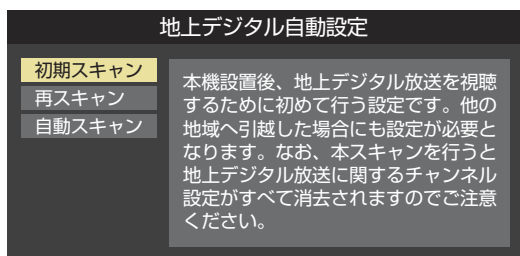 地上デジタル自動設定
初期スキャン
再スキャン
自動スキャン
本機設置後、地上デジタル放送を視聴
するために初めて行う設定です。他の
地域へ引越した場合にも設定が必要と
なります。なお、本スキャンを行うと
地上デジタル放送に関するチャンネル
設定がすべて消去されますのでご注意
ください。